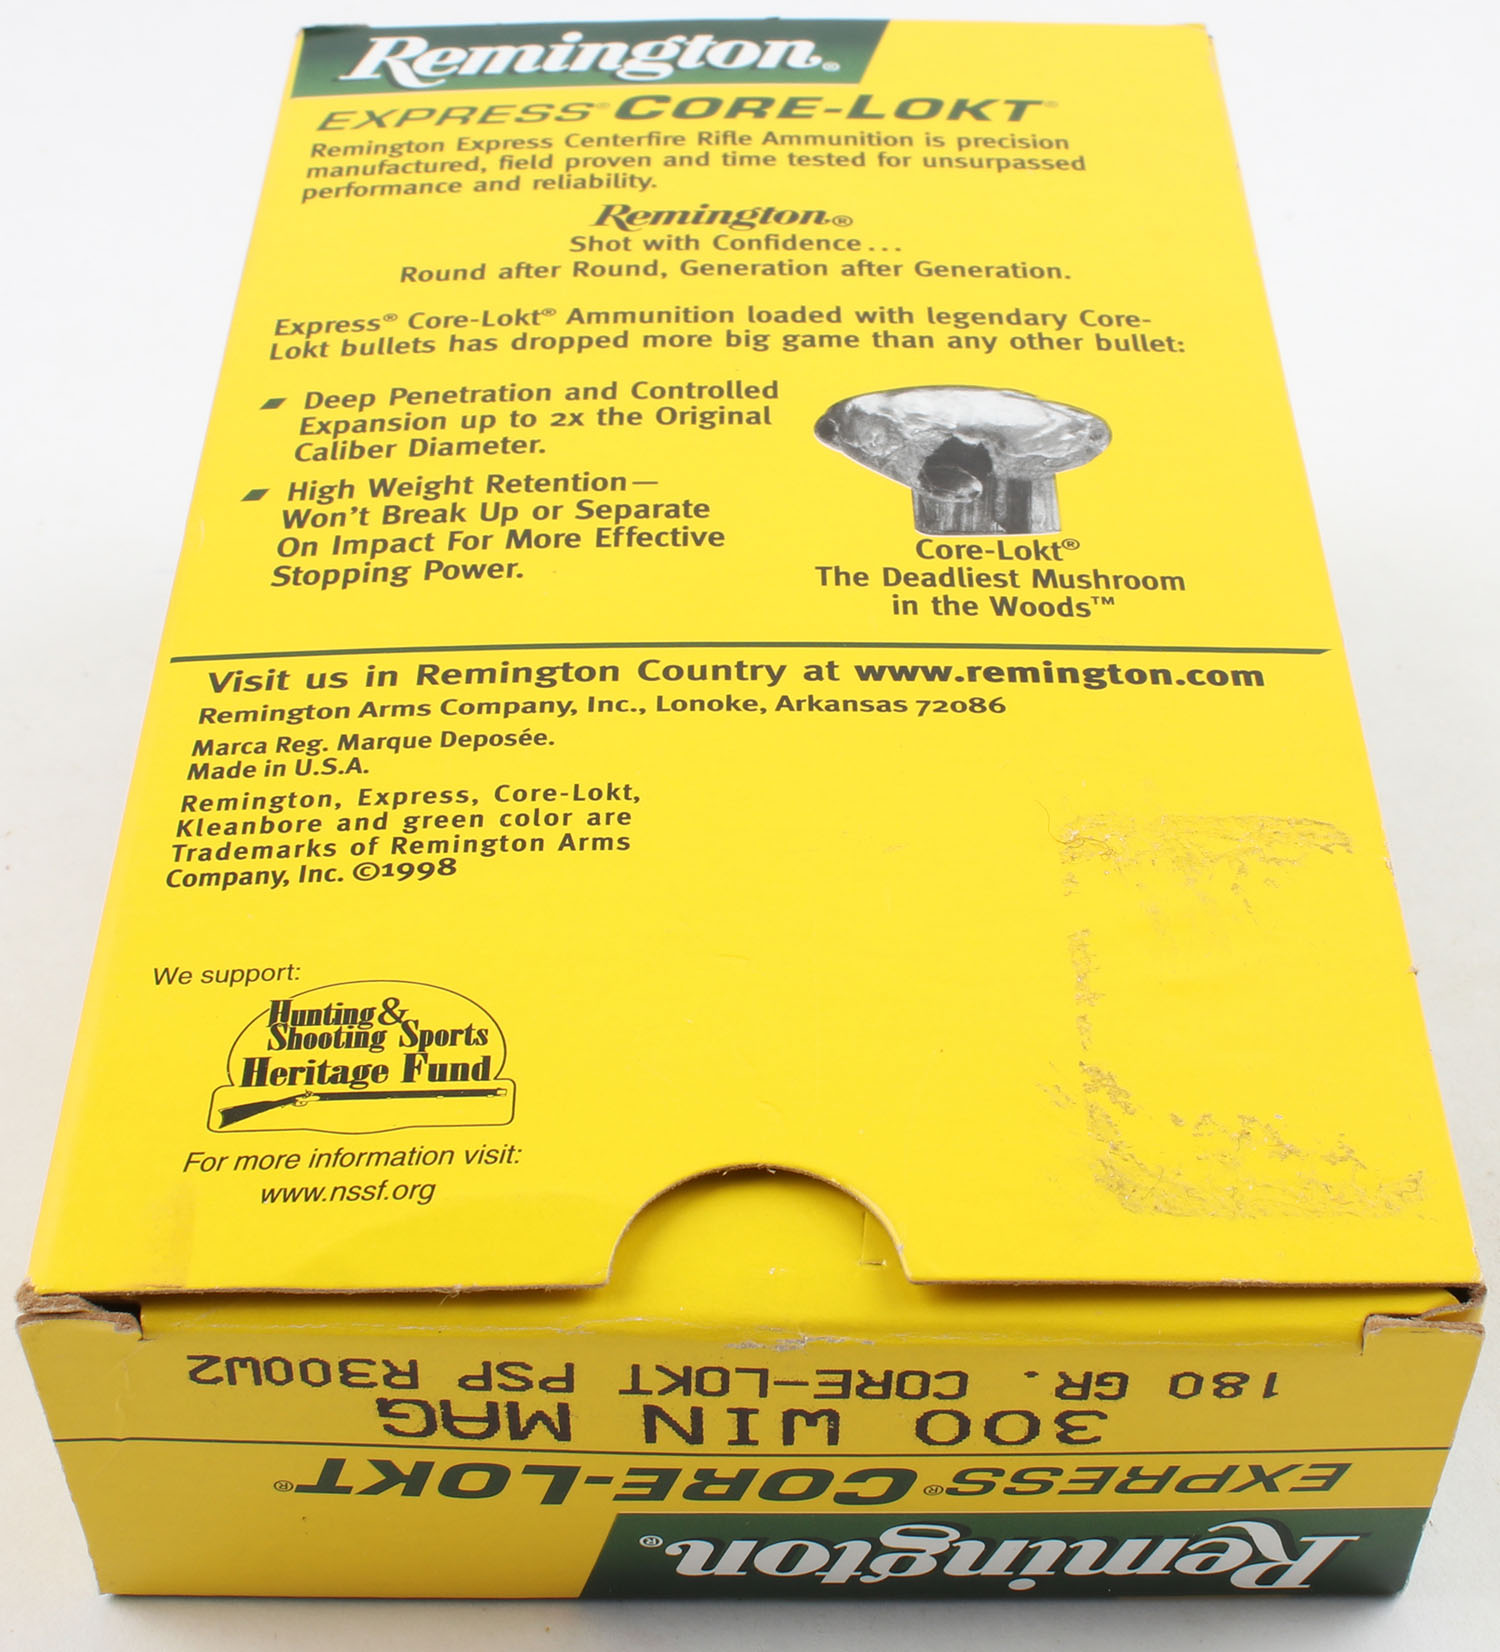 Remington®
EXPRESS® CORE-LOKT®
Remington Express Centerfire Rifle Ammunition is precision
manufactured, field proven and time tested for unsurpassed
performance and reliability.
Remington®
Shot with Confidence...
Round after Round, Generation after Generation.
Express® Core-Lokt® Ammunition loaded with legendary Core-
Lokt bullets has dropped more big game than any other bullet:
Deep Penetration and Controlled
Expansion up to 2x the Original
Caliber Diameter.
High Weight Retention—
Won't Break Up or Separate
On Impact For More Effective
Stopping Power.
Core-Lokt®
The Deadliest Mushroom
in the Woods™
Visit us in Remington Country at www.remington.com
Remington Arms Company, Inc., Lonoke, Arkansas 72086
Marca Reg. Marque Deposée.
Made in U.S.A.
Remington, Express, Core-Lokt,
Kleanbore and green color are
Trademarks of Remington Arms
Company, Inc. ©1998
We support:
Hunting &
Shooting Sports
Heritage Fund
For more information visit:
www.nssf.org
Remington®
EXPRESS® CORE-LOKT®
300 WIN MAG
180 GR. CORE-LOKT PSP R300W2